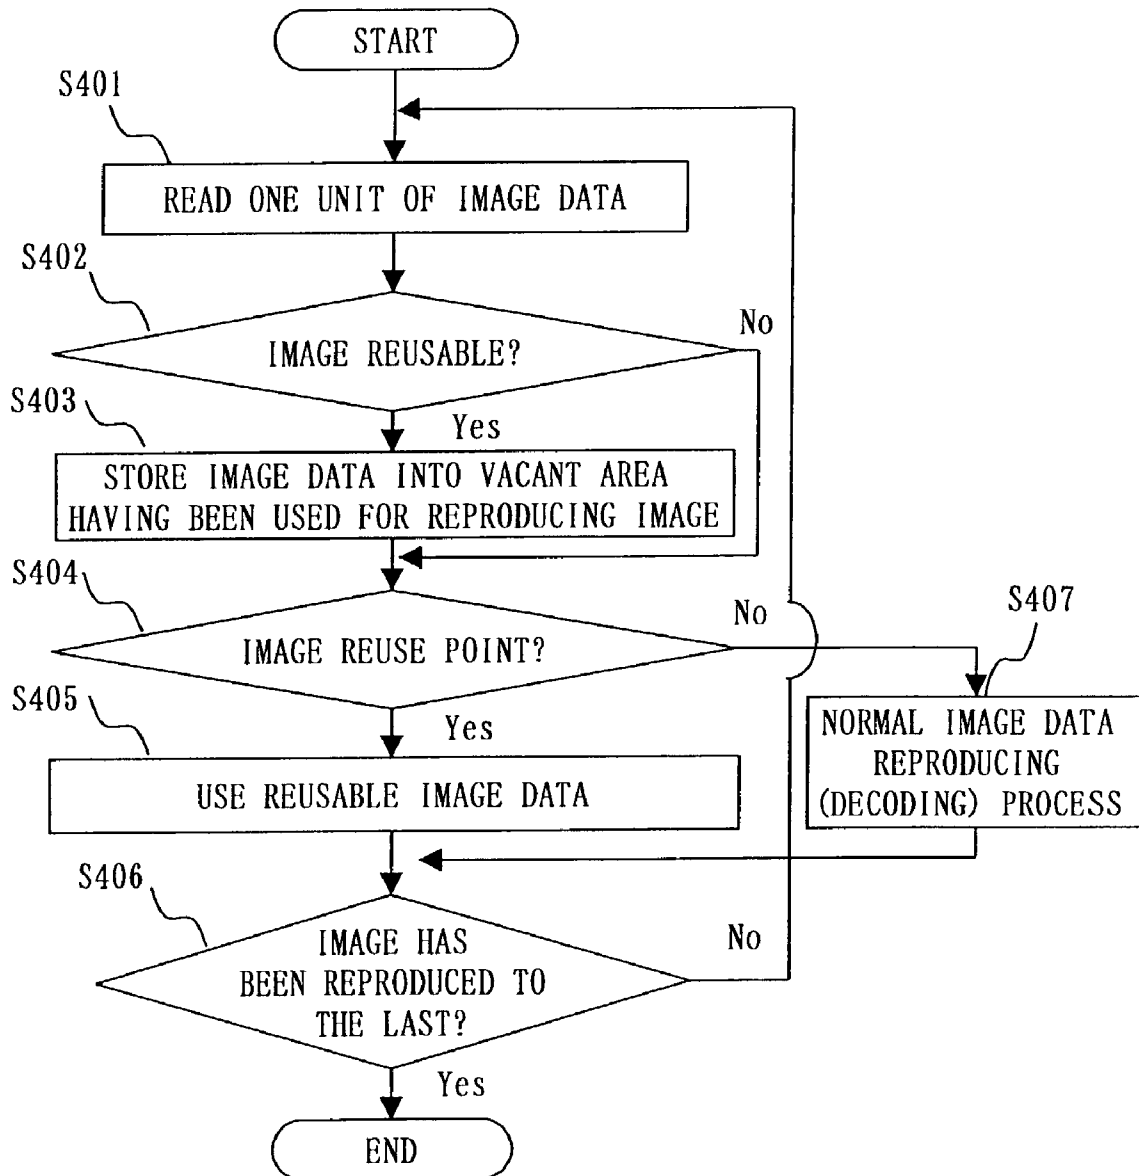 START
S401
READ ONE UNIT OF IMAGE DATA
S402
IMAGE REUSABLE?
No
Yes
S403
STORE IMAGE DATA INTO VACANT AREA
HAVING BEEN USED FOR REPRODUCING IMAGE
S404
IMAGE REUSE POINT?
No
Yes
S407
NORMAL IMAGE DATA
REPRODUCING
(DECODING) PROCESS
S405
USE REUSABLE IMAGE DATA
S406
IMAGE HAS
BEEN REPRODUCED TO
THE LAST?
No
Yes
END